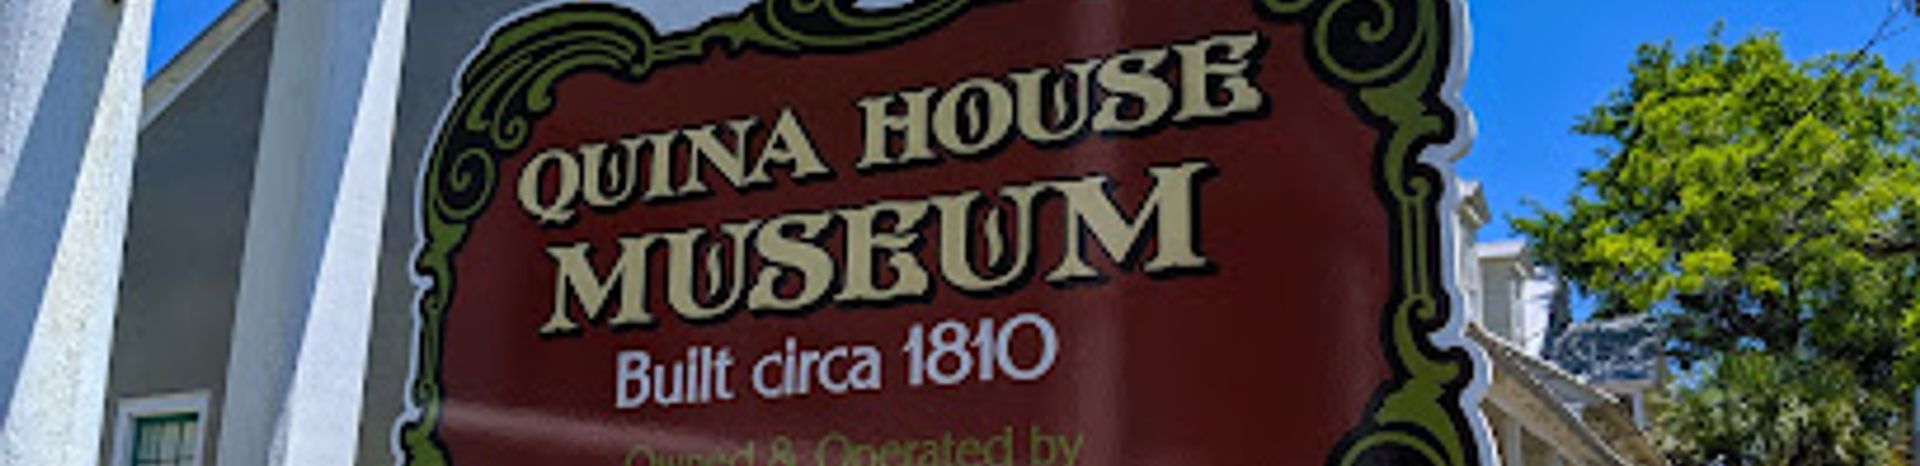 QUINA HOUSE
MUSEUM
Built circa 1810
Owned & Operated by